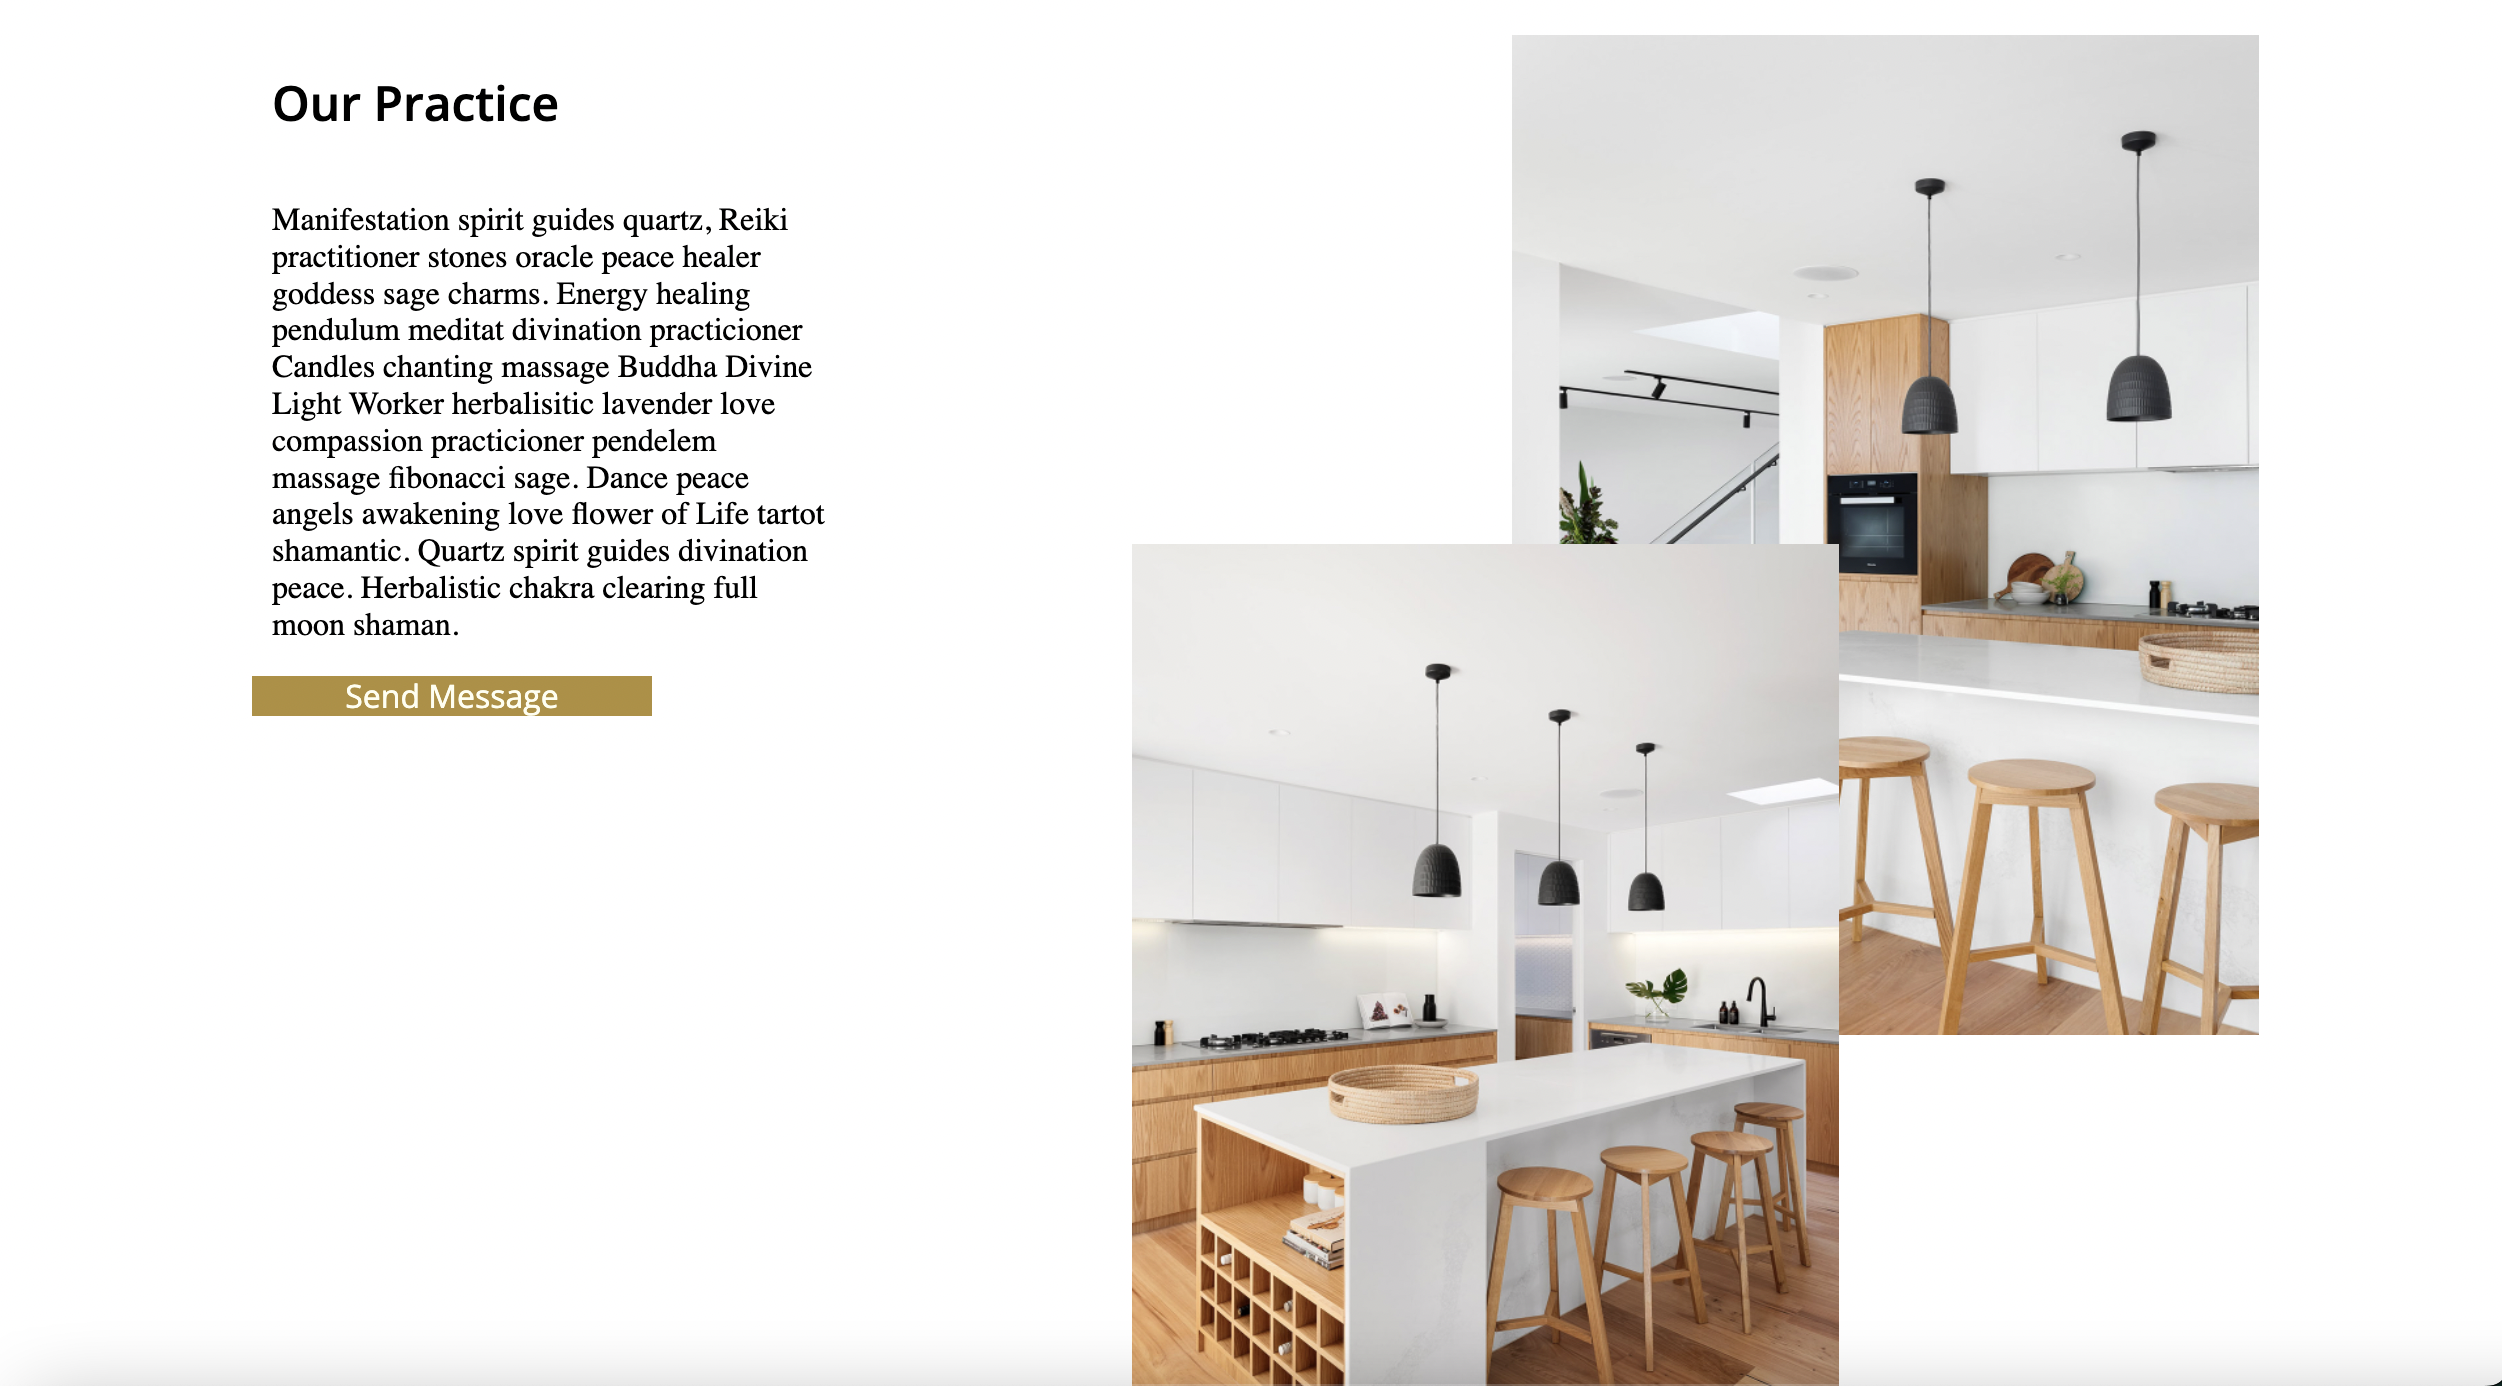 Our Practice
Manifestation spirit guides quartz, Reiki
practitioner stones oracle peace healer
goddess sage charms. Energy healing
pendulum meditat divination practicioner
Candles chanting massage Buddha Divine
Light Worker herbalisitic lavender love
compassion practicioner pendelem
massage fibonacci sage. Dance peace
angels awakening love flower of Life tartot
shamantic. Quartz spirit guides divination
peace. Herbalistic chakra clearing full
moon shaman.
Send Message